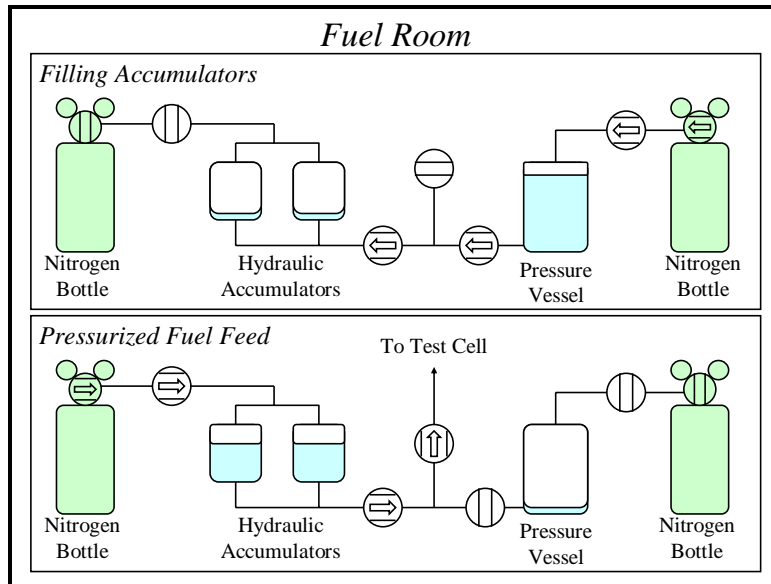 Fuel Room
Filling Accumulators
Nitrogen
Bottle
Hydraulic
Accumulators
Pressure
Vessel
Nitrogen
Bottle
Pressurized Fuel Feed
To Test Cell
Nitrogen
Bottle
Hydraulic
Accumulators
Pressure
Vessel
Nitrogen
Bottle